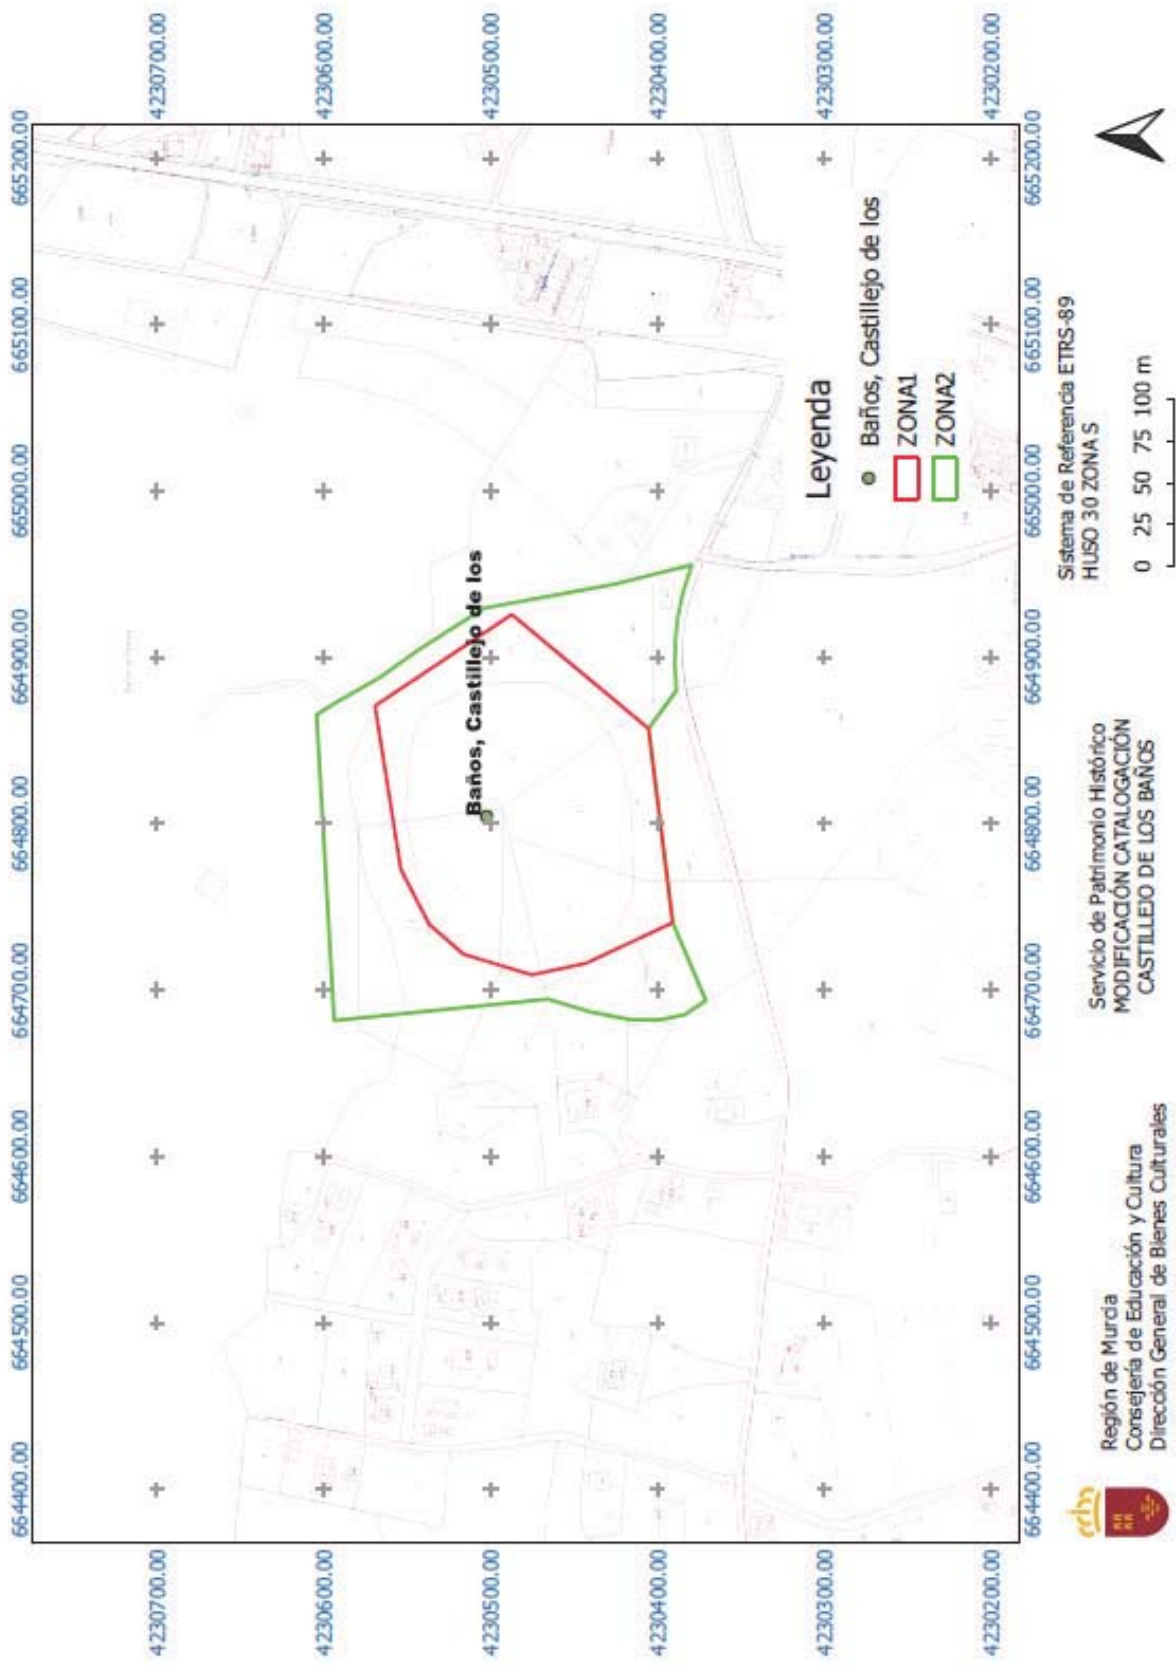 664400.00 664500.00 664600.00 664700.00 664800.00 664900.00 665000.00 665100.00 665200.00
4230700.00 4230700.00
4230600.00 4230600.00
4230500.00 4230500.00
4230400.00 4230400.00
4230300.00 4230300.00
4230200.00 4230200.00
Baños, Castillejo de los
Leyenda
Baños, Castillejo de los
ZONA1
ZONA2
664400.00 664500.00 664600.00 664700.00 664800.00 664900.00 665000.00 665100.00 665200.00
Región de Murcia
Consejería de Educación y Cultura
Dirección General de Bienes Culturales
Servicio de Patrimonio Histórico
MODIFICACIÓN CATALOGACIÓN
CASTILLEJO DE LOS BAÑOS
Sistema de Referencia ETRS-89
HUSO 30 ZONA S
0 25 50 75 100 m